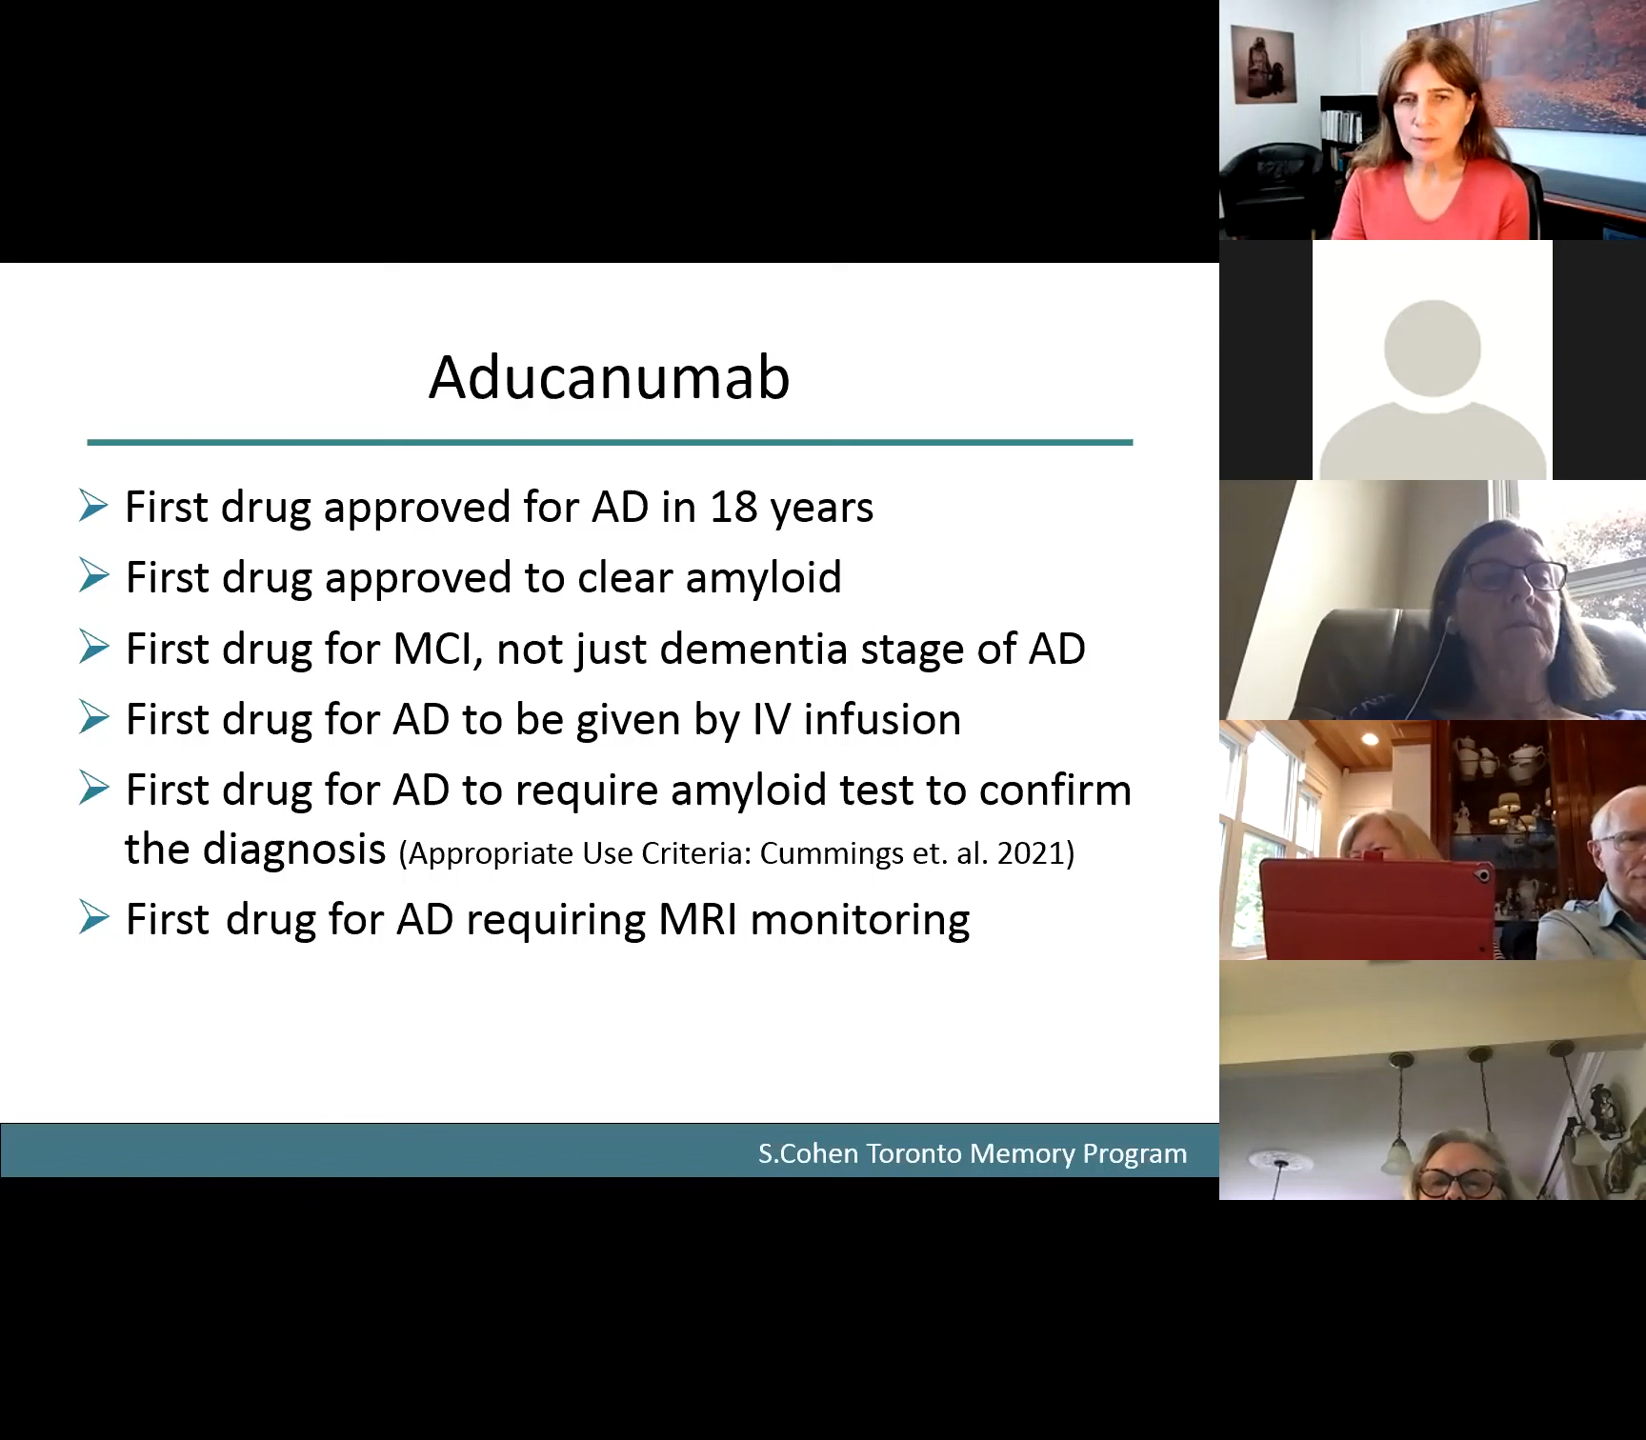 Aducanumab
First drug approved for AD in 18 years
First drug approved to clear amyloid
First drug for MCI, not just dementia stage of AD
First drug for AD to be given by IV infusion
First drug for AD to require amyloid test to confirm
the diagnosis (Appropriate Use Criteria: Cummings et. al. 2021)
First drug for AD requiring MRI monitoring
S.Cohen Toronto Memory Program